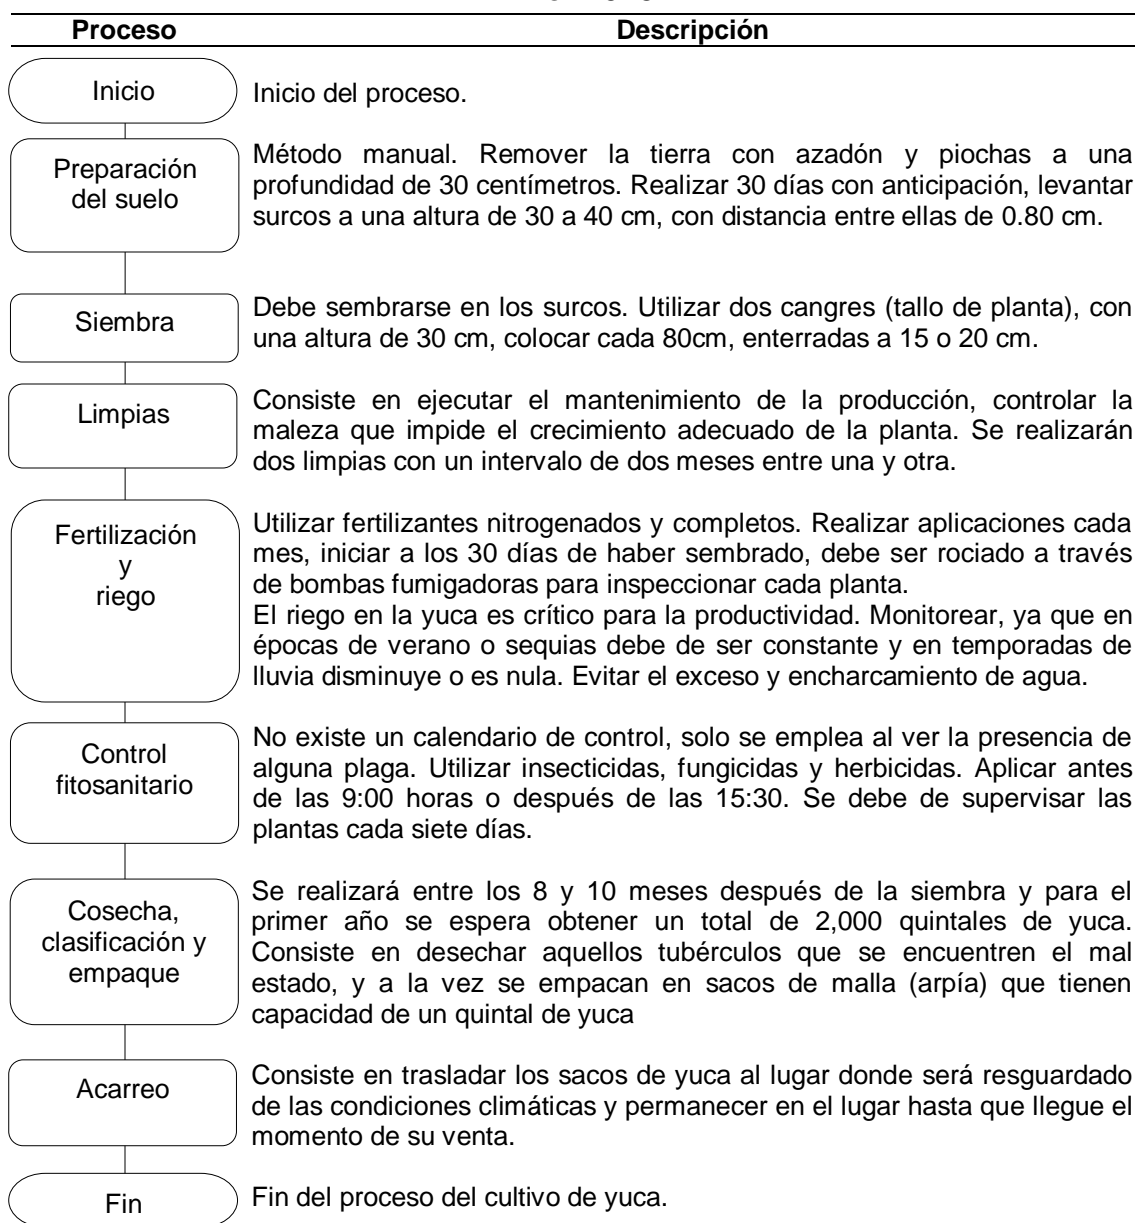 Proceso Descripción
Inicio
Inicio del proceso.
Preparación
del suelo
Método manual. Remover la tierra con azadón y piochas a una
profundidad de 30 centímetros. Realizar 30 días con anticipación, levantar
surcos a una altura de 30 a 40 cm, con distancia entre ellas de 0.80 cm.
Siembra
Debe sembrarse en los surcos. Utilizar dos cangres (tallo de planta), con
una altura de 30 cm, colocar cada 80cm, enterradas a 15 o 20 cm.
Limpias
Consiste en ejecutar el mantenimiento de la producción, controlar la
maleza que impide el crecimiento adecuado de la planta. Se realizarán
dos limpias con un intervalo de dos meses entre una y otra.
Fertilización
y
riego
Utilizar fertilizantes nitrogenados y completos. Realizar aplicaciones cada
mes, iniciar a los 30 días de haber sembrado, debe ser rociado a través
de bombas fumigadoras para inspeccionar cada planta.
El riego en la yuca es crítico para la productividad. Monitorear, ya que en
épocas de verano o sequias debe de ser constante y en temporadas de
lluvia disminuye o es nula. Evitar el exceso y encharcamiento de agua.
Control
fitosanitario
No existe un calendario de control, solo se emplea al ver la presencia de
alguna plaga. Utilizar insecticidas, fungicidas y herbicidas. Aplicar antes
de las 9:00 horas o después de las 15:30. Se debe de supervisar las
plantas cada siete días.
Cosecha,
clasificación y
empaque
Se realizará entre los 8 y 10 meses después de la siembra y para el
primer año se espera obtener un total de 2,000 quintales de yuca.
Consiste en desechar aquellos tubérculos que se encuentren el mal
estado, y a la vez se empacan en sacos de malla (arpía) que tienen
capacidad de un quintal de yuca
Acarreo
Consiste en trasladar los sacos de yuca al lugar donde será resguardado
de las condiciones climáticas y permanecer en el lugar hasta que llegue el
momento de su venta.
Fin
Fin del proceso del cultivo de yuca.